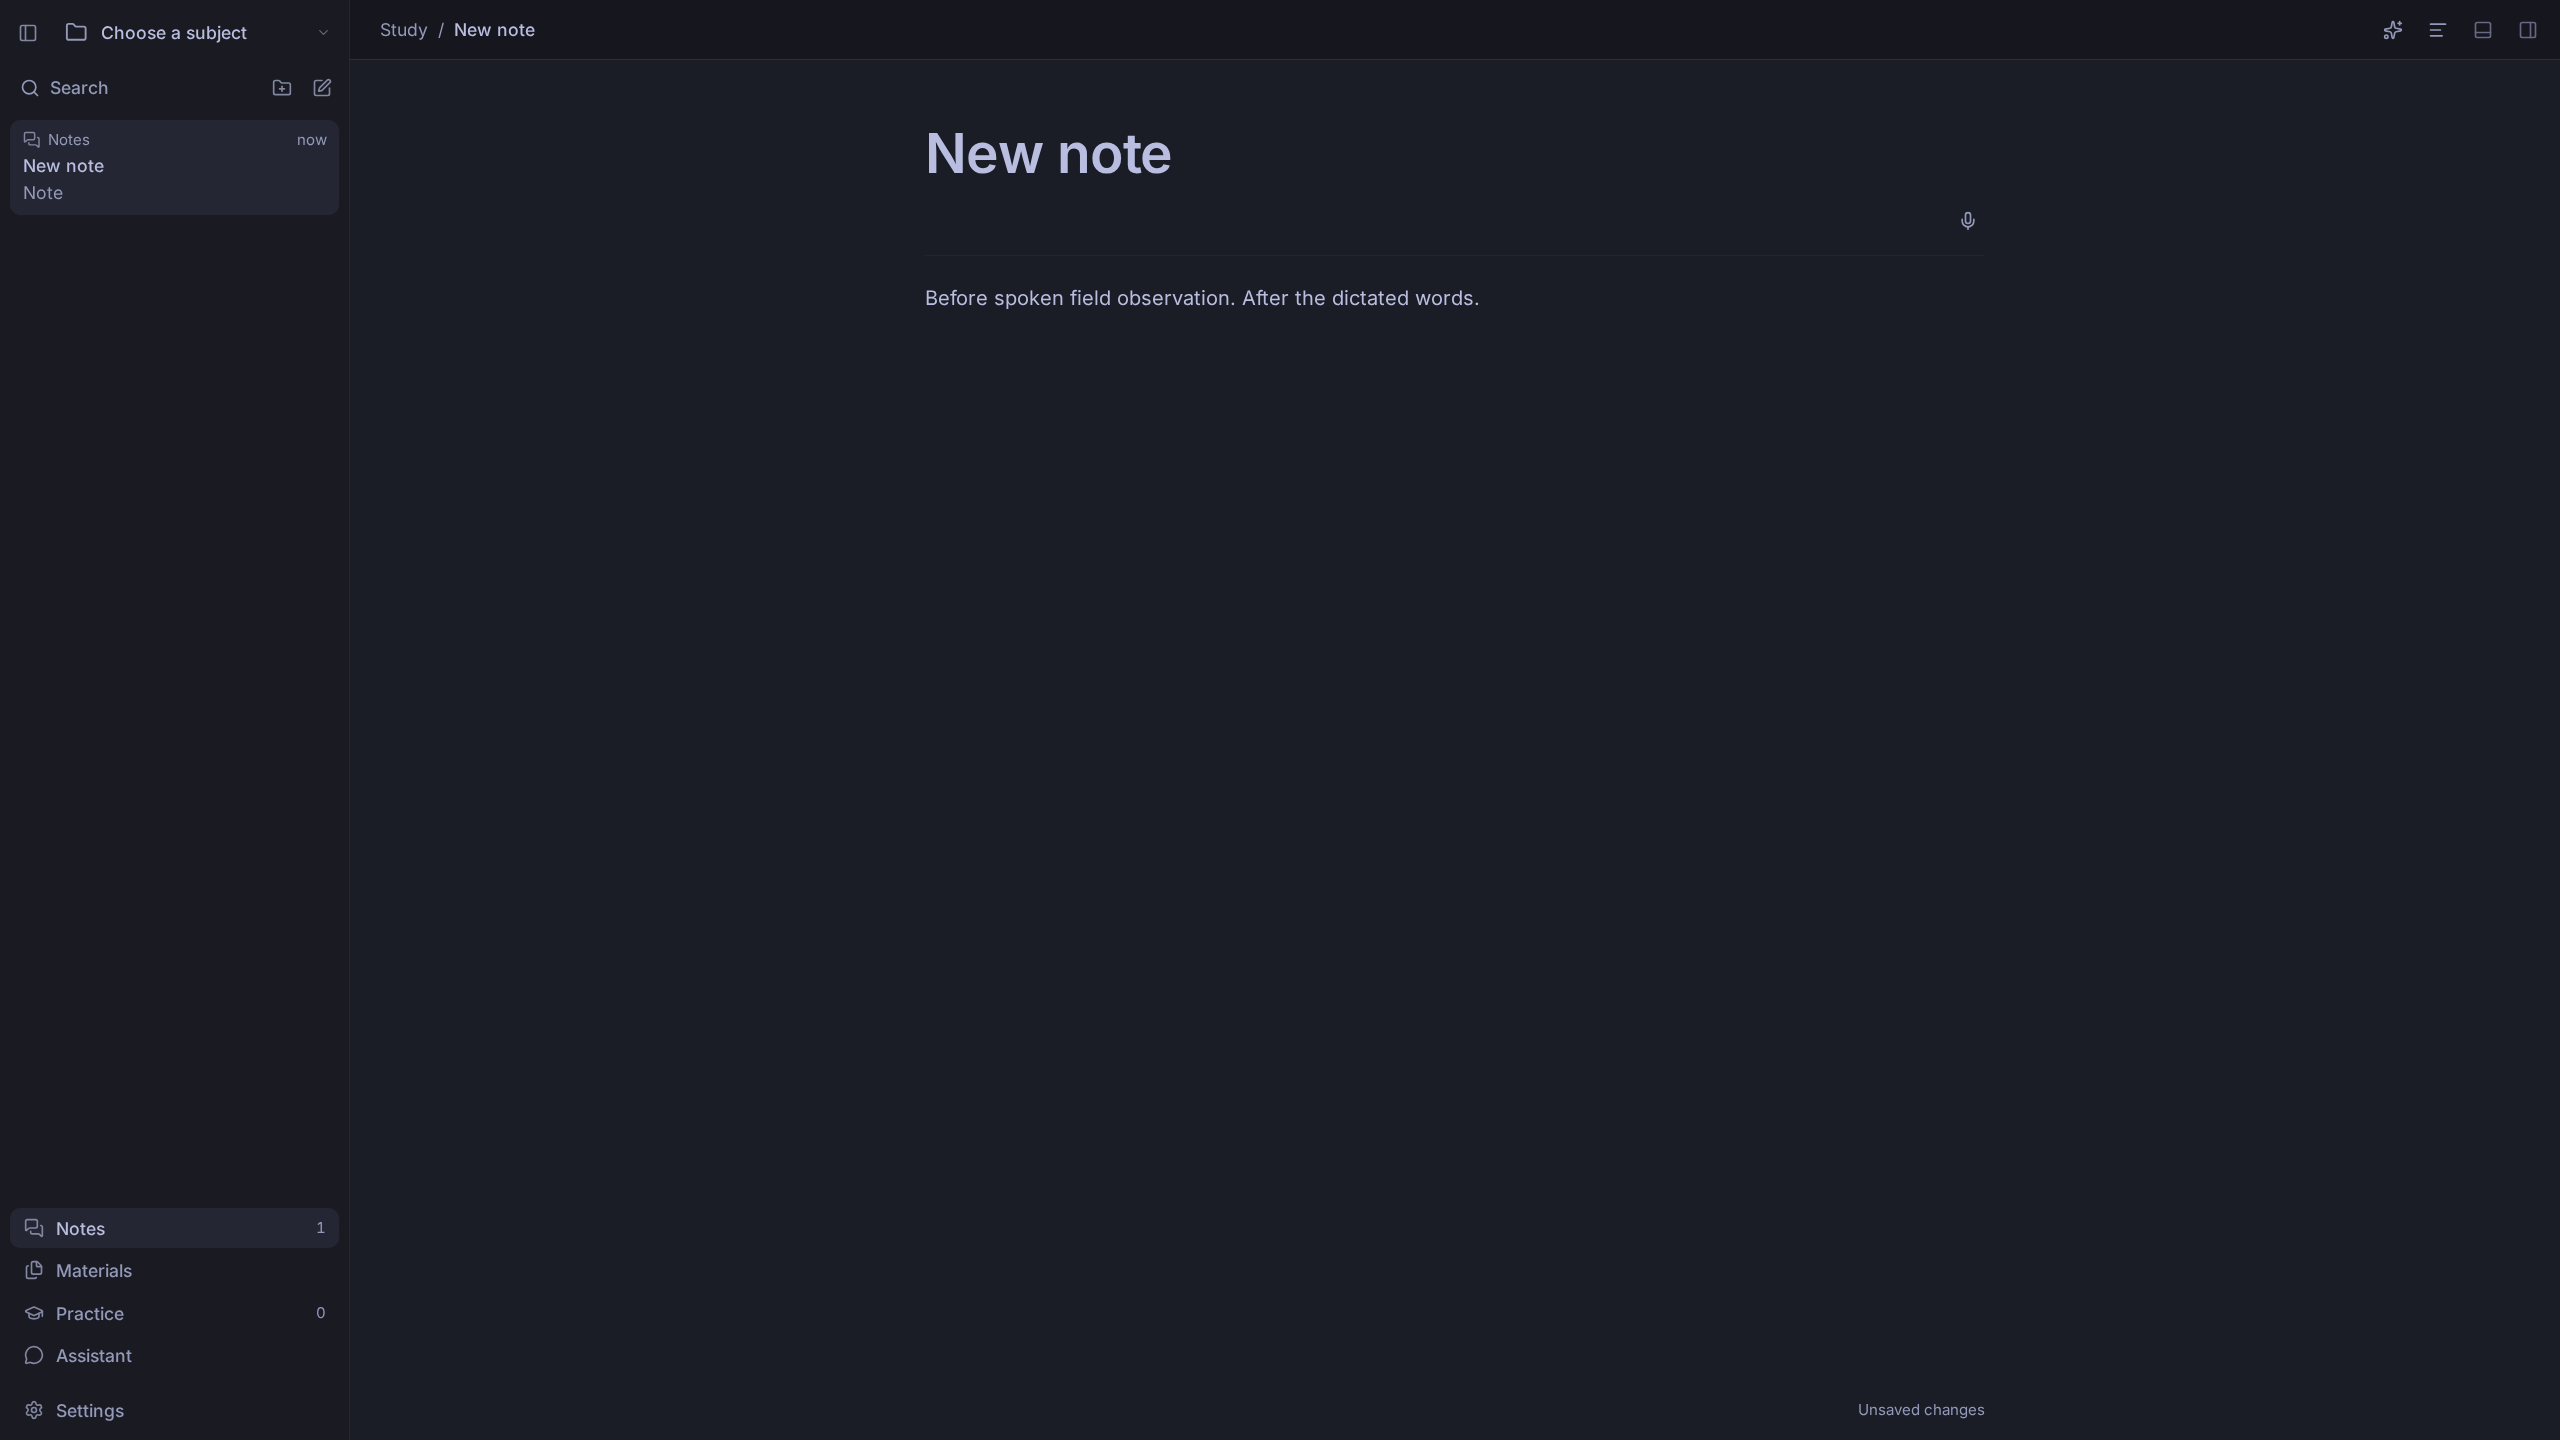 Choose a subject
Search
Notes now
New note
Note
Notes 1
Materials
Practice 0
Assistant
Settings
Study / New note
New note
Before spoken field observation. After the dictated words.
Unsaved changes